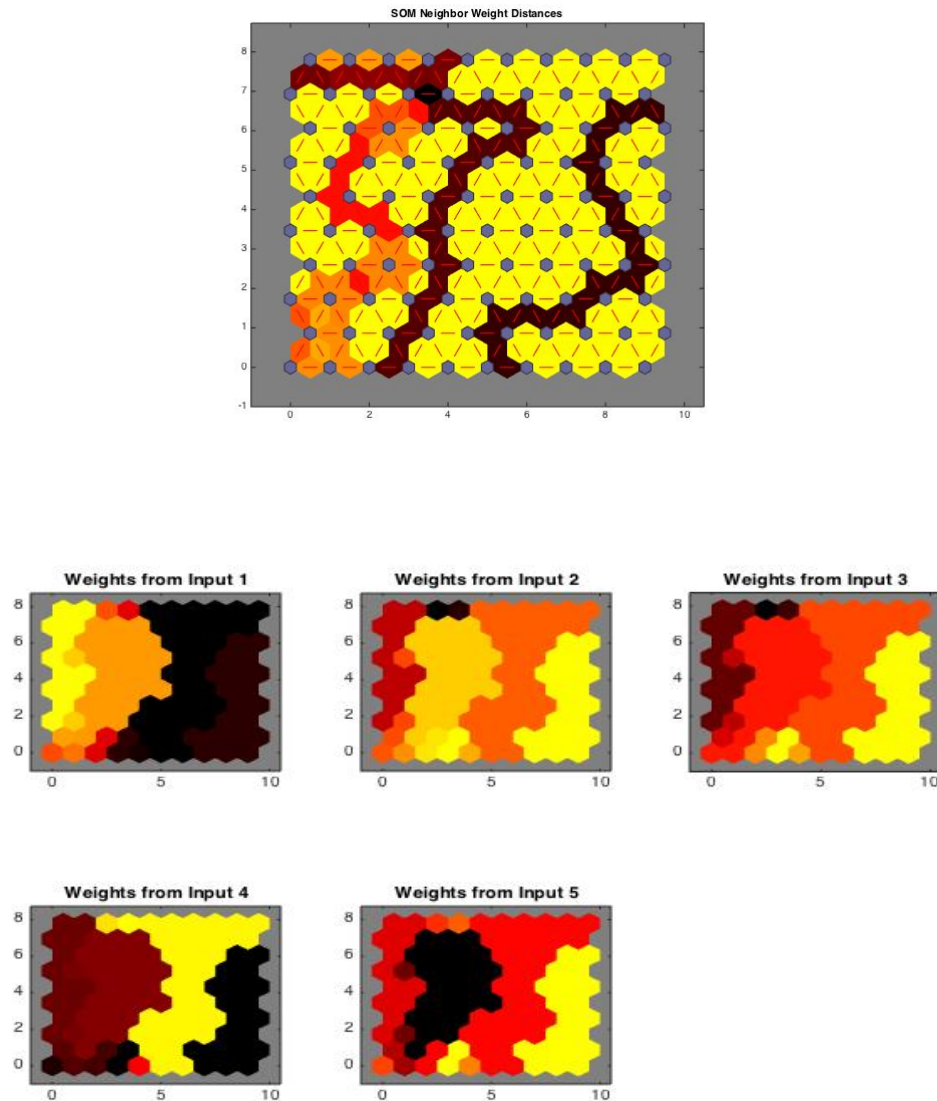 SOM Neighbor Weight Distances
8
7
6
5
4
3
2
1
0
-1
0 2 4 6 8 10
Weights from Input 1 Weights from Input 2 Weights from Input 3
8 8 8
6 6 6
4 4 4
2 2 2
0 0 0
0 5 10 0 5 10 0 5 10
Weights from Input 4 Weights from Input 5
8 8
6 6
4 4
2 2
0 0
0 5 10 0 5 10